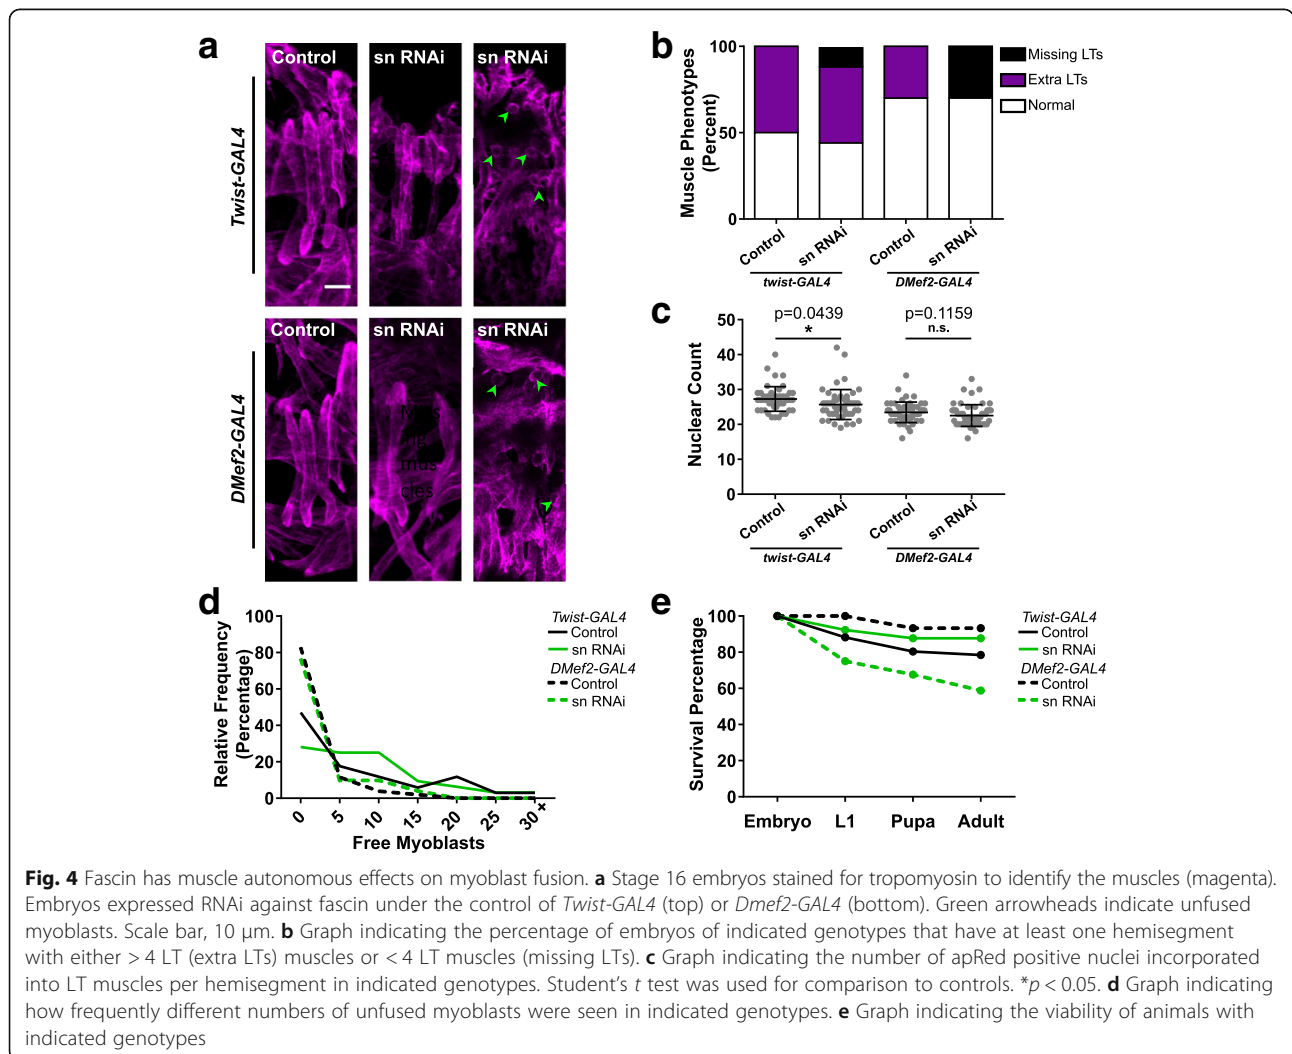 a
Control
sn RNAi
sn RNAi
Twist-GAL4
Control
sn RNAi
sn RNAi
DMef2-GAL4
mus
cles
b
Muscle Phenotypes
(Percent)
100
50
0
Missing LTs
Extra LTs
Normal
Control
sn RNAi
Control
sn RNAi
twist-GAL4
DMef2-GAL4
c
Nuclear Count
50
40
30
20
10
0
p=0.0439
*
p=0.1159
n.s.
Control
sn RNAi
Control
sn RNAi
twist-GAL4
DMef2-GAL4
d
Relative Frequency
(Percentage)
100
80
60
40
20
0
0
5
10
15
20
25
30+
Free Myoblasts
Twist-GAL4
Control
sn RNAi
DMef2-GAL4
Control
sn RNAi
e
Survival Percentage
100
80
60
40
20
0
Embryo
L1
Pupa
Adult
Twist-GAL4
Control
sn RNAi
DMef2-GAL4
Control
sn RNAi
Fig. 4 Fascin has muscle autonomous effects on myoblast fusion. a Stage 16 embryos stained for tropomyosin to identify the muscles (magenta).
Embryos expressed RNAi against fascin under the control of Twist-GAL4 (top) or Dmef2-GAL4 (bottom). Green arrowheads indicate unfused
myoblasts. Scale bar, 10 μm. b Graph indicating the percentage of embryos of indicated genotypes that have at least one hemisegment
with either > 4 LT (extra LTs) muscles or < 4 LT muscles (missing LTs). c Graph indicating the number of apRed positive nuclei incorporated
into LT muscles per hemisegment in indicated genotypes. Student's t test was used for comparison to controls. *p < 0.05. d Graph indicating
how frequently different numbers of unfused myoblasts were seen in indicated genotypes. e Graph indicating the viability of animals with
indicated genotypes